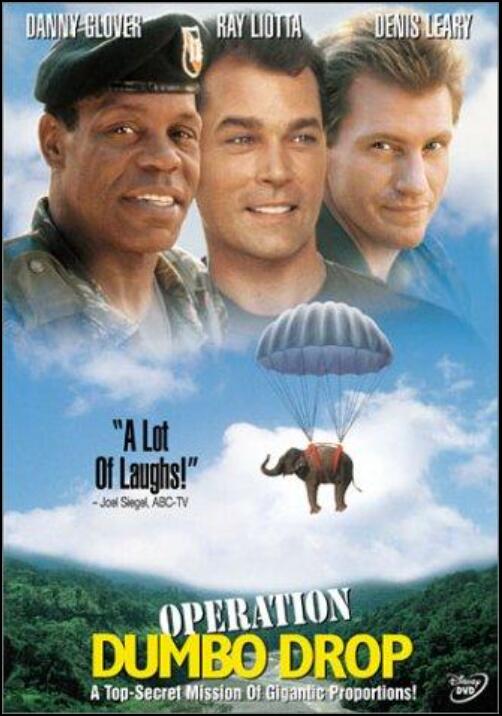 DANNY GLOVER RAY LIOTTA DENIS LEARY
"A Lot
Of Laughs!"
– Joel Siegel, ABC-TV
OPERATION
DUMBO DROP
A Top-Secret Mission Of Gigantic Proportions!
Disney
DVD